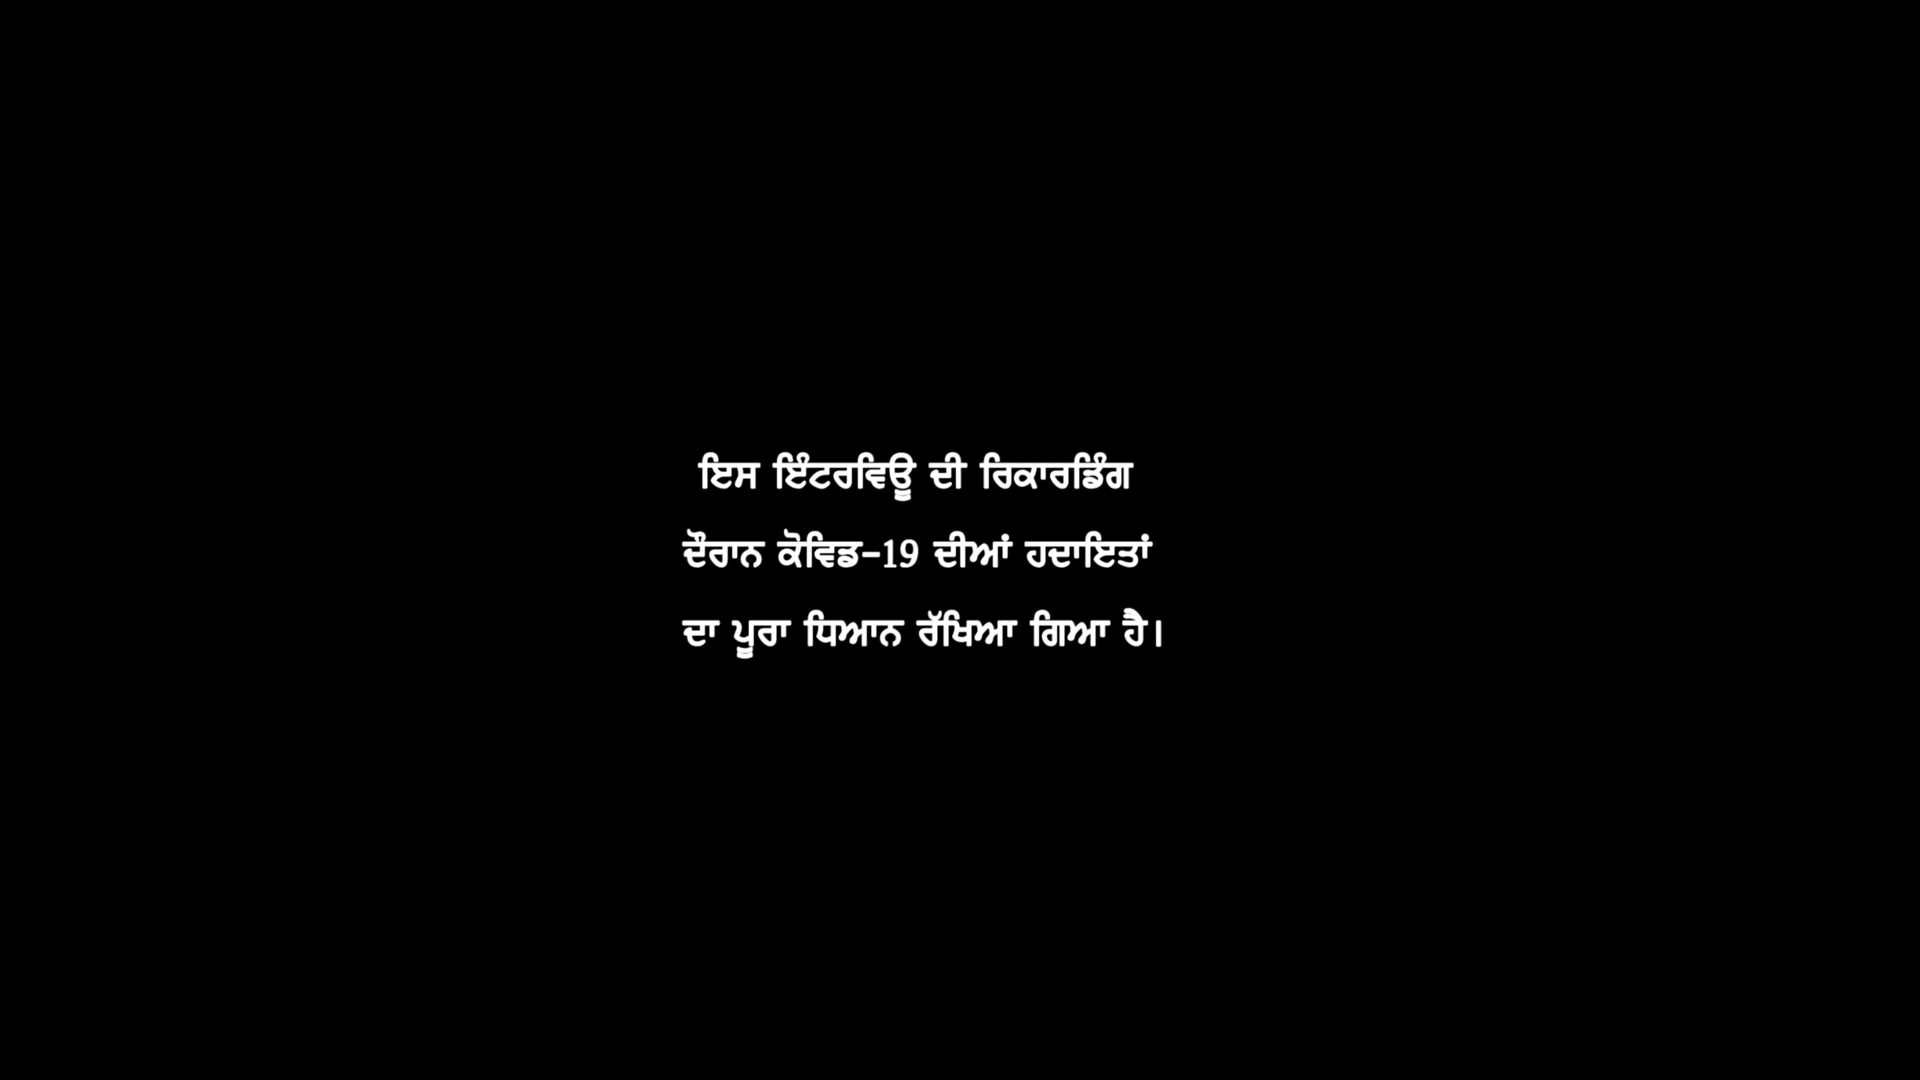 ਇਸ ਇੰਟਰਵਿਊ ਦੀ ਰਿਕਾਰਡਿੰਗ
ਦੌਰਾਨ ਕੋਵਿਡ-19 ਦੀਆਂ ਹਦਾਇਤਾਂ
ਦਾ ਪੂਰਾ ਧਿਆਨ ਰੱਖਿਆ ਗਿਆ ਹੈ।